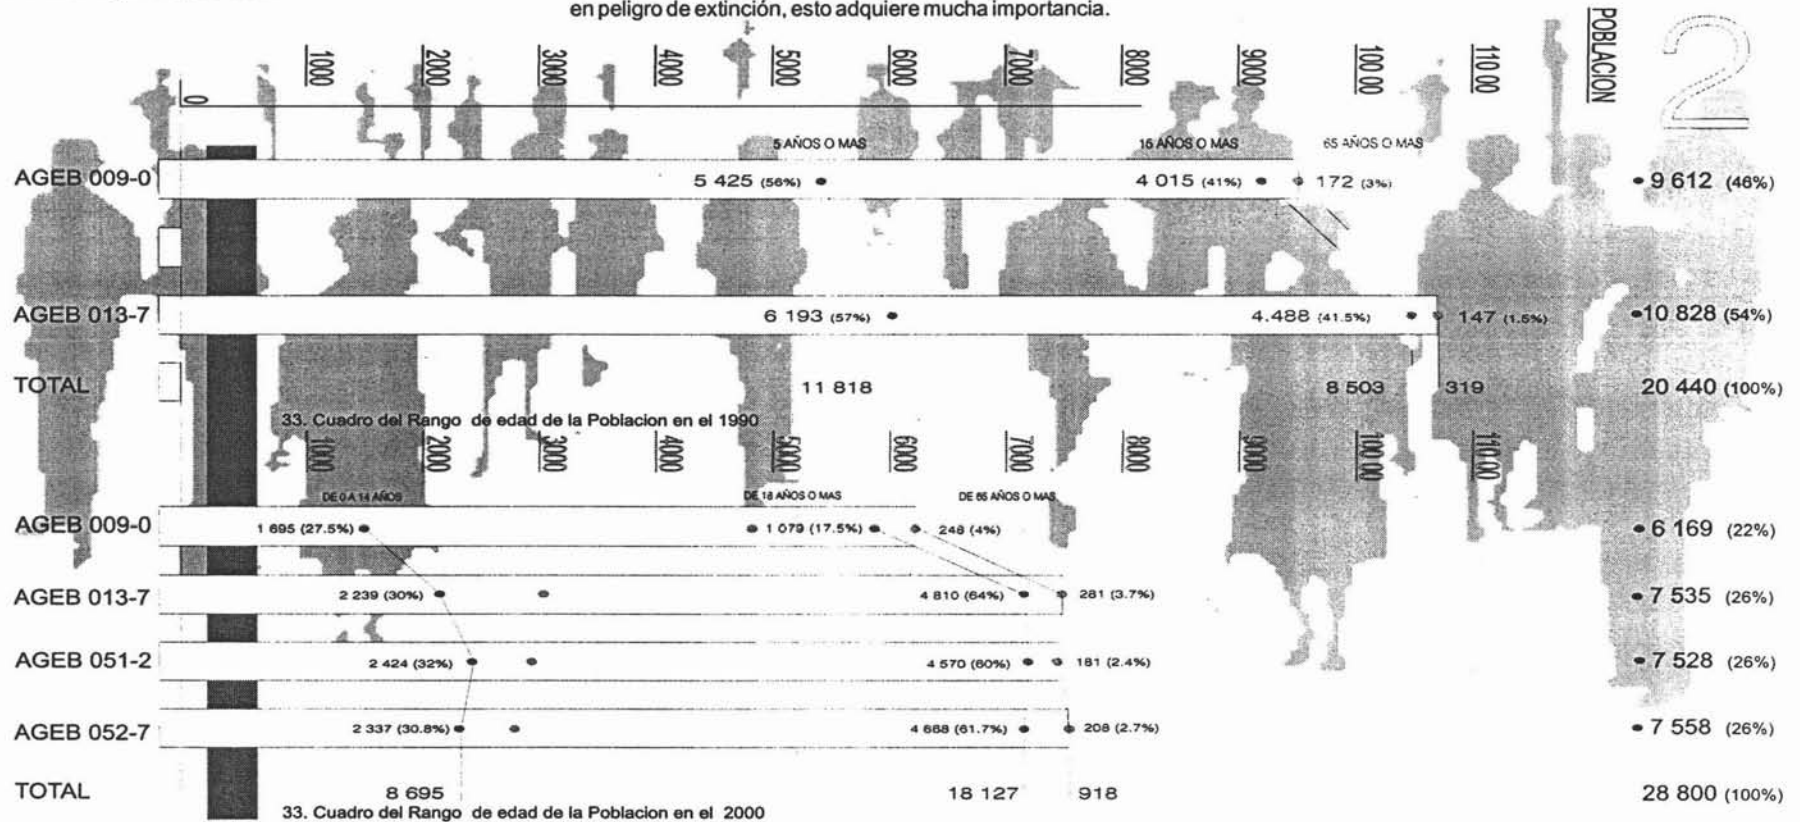 en peligro de extinción, esto adquiere mucha importancia.
2
POBLACION
0 1000 2000 3000 4000 5000 6000 7000 8000 9000 100 00 110 00
5 AÑOS O MAS 15 AÑOS O MAS 65 AÑOS O MAS
AGEB 009-0 5 425 (56%) 4 015 (41%) 172 (3%) 9 612 (46%)
AGEB 013-7 6 193 (57%) 4.488 (41.5%) 147 (1.5%) 10 828 (54%)
TOTAL 11 818 8 503 319 20 440 (100%)
33. Cuadro del Rango de edad de la Poblacion en el 1990
1000 2000 3000 4000 5000 6000 7000 8000 9000 100 00 110 00
DE 0 A 14 AÑOS DE 18 AÑOS O MAS DE 65 AÑOS O MAS
AGEB 009-0 1 695 (27.5%) 1 079 (17.5%) 248 (4%) 6 169 (22%)
AGEB 013-7 2 239 (30%) 4 810 (64%) 281 (3.7%) 7 535 (26%)
AGEB 051-2 2 424 (32%) 4 570 (60%) 181 (2.4%) 7 528 (26%)
AGEB 052-7 2 337 (30.8%) 4 668 (61.7%) 208 (2.7%) 7 558 (26%)
TOTAL 8 695 18 127 918 28 800 (100%)
33. Cuadro del Rango de edad de la Poblacion en el 2000